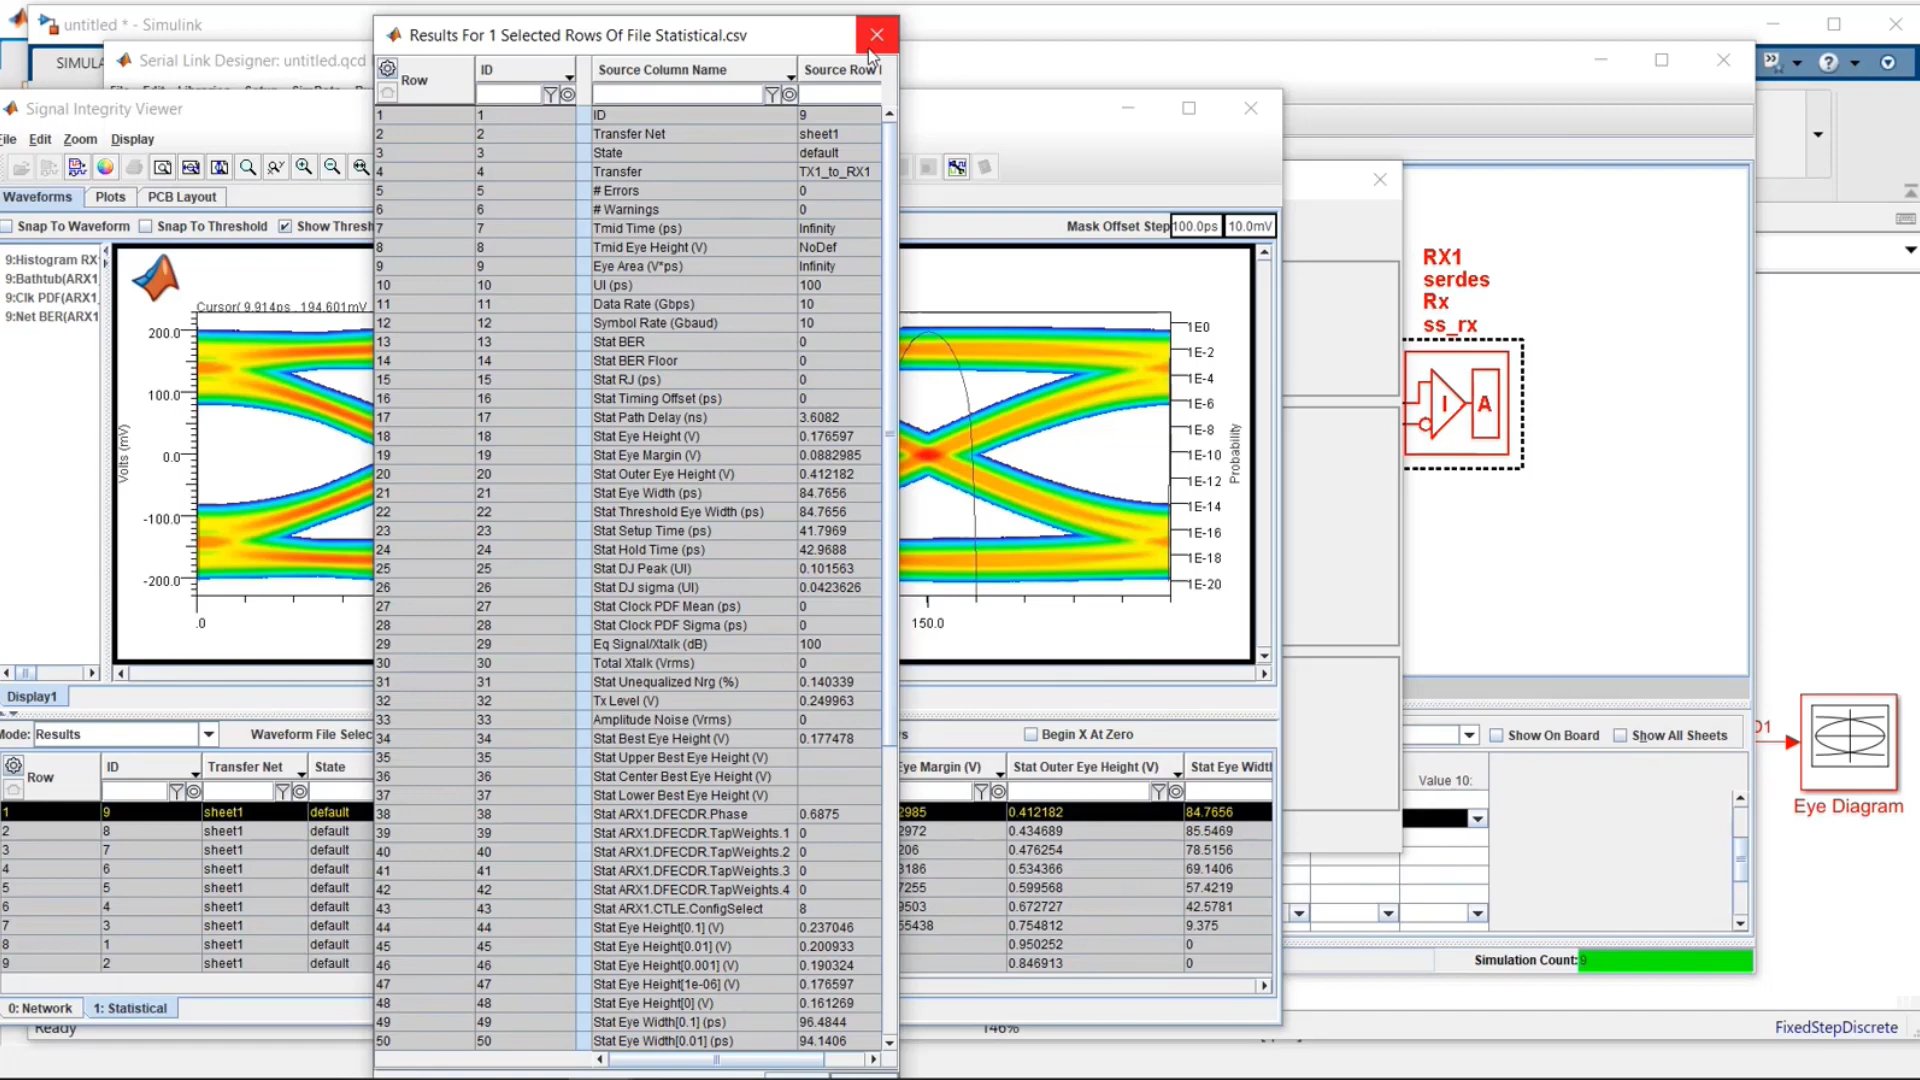 untitled * - Simulink
SIMULA
Serial Link Designer: untitled.qcd
Signal Integrity Viewer
File Edit Zoom Display
Waveforms Plots PCB Layout
Snap To Waveform Snap To Threshold Show Thresh
Mask Offset Step 100.0ps 10.0mV
9:Histogram RX
9:Bathtub(ARX1
9:Clk PDF(ARX1
9:Net BER(ARX1
Cursor( 9.914ps , 194.601mV
Volts (mV)
200.0
100.0
0.0
-100.0
-200.0
.0
150.0
1E0
1E-2
1E-4
1E-6
1E-8
1E-10
1E-12
1E-14
1E-16
1E-18
1E-20
Probability
Results For 1 Selected Rows Of File Statistical.csv
Row ID Source Column Name Source Row
1 1 ID 9
2 2 Transfer Net sheet1
3 3 State default
4 4 Transfer TX1_to_RX1
5 5 # Errors 0
6 6 # Warnings 0
7 7 Tmid Time (ps) Infinity
8 8 Tmid Eye Height (V) NoDef
9 9 Eye Area (V*ps) Infinity
10 10 UI (ps) 100
11 11 Data Rate (Gbps) 10
12 12 Symbol Rate (Gbaud) 10
13 13 Stat BER 0
14 14 Stat BER Floor 0
15 15 Stat RJ (ps) 0
16 16 Stat Timing Offset (ps) 0
17 17 Stat Path Delay (ns) 3.6082
18 18 Stat Eye Height (V) 0.176597
19 19 Stat Eye Margin (V) 0.0882985
20 20 Stat Outer Eye Height (V) 0.412182
21 21 Stat Eye Width (ps) 84.7656
22 22 Stat Threshold Eye Width (ps) 84.7656
23 23 Stat Setup Time (ps) 41.7969
24 24 Stat Hold Time (ps) 42.9688
25 25 Stat DJ Peak (UI) 0.101563
26 26 Stat DJ sigma (UI) 0.0423626
27 27 Stat Clock PDF Mean (ps) 0
28 28 Stat Clock PDF Sigma (ps) 0
29 29 Eq Signal/Xtalk (dB) 100
30 30 Total Xtalk (Vrms) 0
31 31 Stat Unequalized Nrg (%) 0.140339
32 32 Tx Level (V) 0.249963
33 33 Amplitude Noise (Vrms) 0
34 34 Stat Best Eye Height (V) 0.177478
35 35 Stat Upper Best Eye Height (V)
36 36 Stat Center Best Eye Height (V)
37 37 Stat Lower Best Eye Height (V)
38 38 Stat ARX1.DFECDR.Phase 0.6875
39 39 Stat ARX1.DFECDR.TapWeights.1 0
40 40 Stat ARX1.DFECDR.TapWeights.2 0
41 41 Stat ARX1.DFECDR.TapWeights.3 0
42 42 Stat ARX1.DFECDR.TapWeights.4 0
43 43 Stat ARX1.CTLE.ConfigSelect 8
44 44 Stat Eye Height[0.1] (V) 0.237046
45 45 Stat Eye Height[0.01] (V) 0.200933
46 46 Stat Eye Height[0.001] (V) 0.190324
47 47 Stat Eye Height[1e-06] (V) 0.176597
48 48 Stat Eye Height[0] (V) 0.161269
49 49 Stat Eye Width[0.1] (ps) 96.4844
50 50 Stat Eye Width[0.01] (ps) 94.1406
Display1
Mode: Results Waveform File Selec
Begin X At Zero
Row ID Transfer Net State Eye Margin (V) Stat Outer Eye Height (V) Stat Eye Width
1 9 sheet1 default 2985 0.412182 84.7656
2 8 sheet1 default 2972 0.434689 85.5469
3 7 sheet1 default 206 0.476254 78.5156
4 6 sheet1 default 3186 0.534366 69.1406
5 5 sheet1 default 7255 0.599568 57.4219
6 4 sheet1 default 9503 0.672727 42.5781
7 3 sheet1 default 55438 0.754812 9.375
8 1 sheet1 default 0.950252 0
9 2 sheet1 default 0.846913 0
0: Network 1: Statistical
Ready
146%
FixedStepDiscrete
RX1
serdes
Rx
ss_rx
I A
Show On Board Show All Sheets
Value 10:
Simulation Count: 9
Eye Diagram